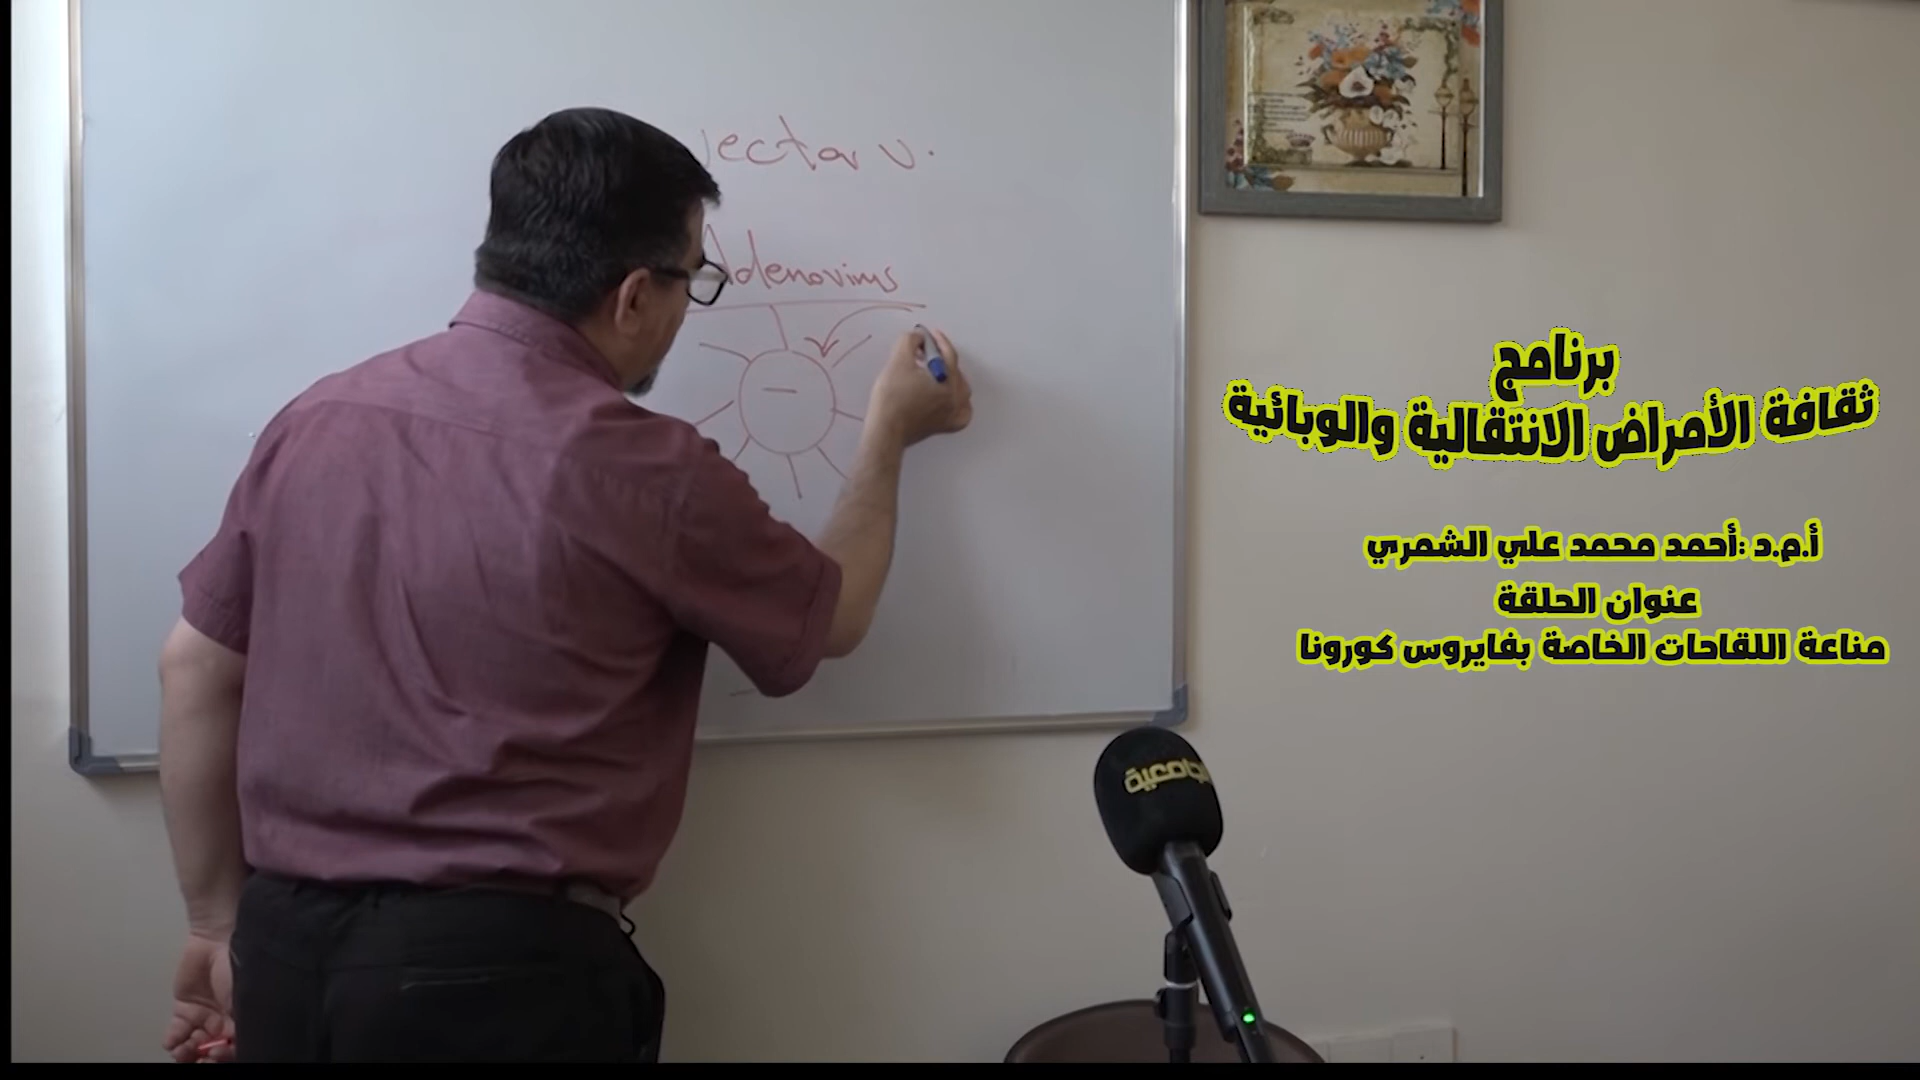 vector v.
Adenovirus
برنامج
ثقافة الأمراض الانتقالية والوبائية
أ.م.د :أحمد محمد علي الشمري
عنوان الحلقة
مناعة اللقاحات الخاصة بفايروس كورونا